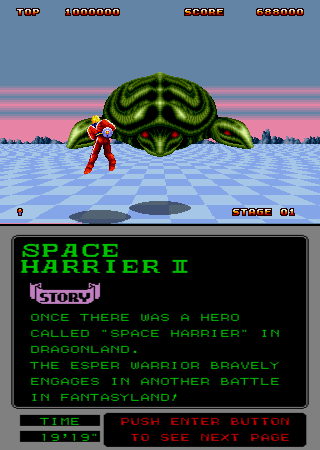 TOP 1000000 SCORE 688000
STAGE 01
SPACE
HARRIER II
STORY
ONCE THERE WAS A HERO
CALLED "SPACE HARRIER" IN
DRAGONLAND.
THE ESPER WARRIOR BRAVELY
ENGAGES IN ANOTHER BATTLE
IN FANTASYLAND!
TIME
19'19"
PUSH ENTER BUTTON
TO SEE NEXT PAGE